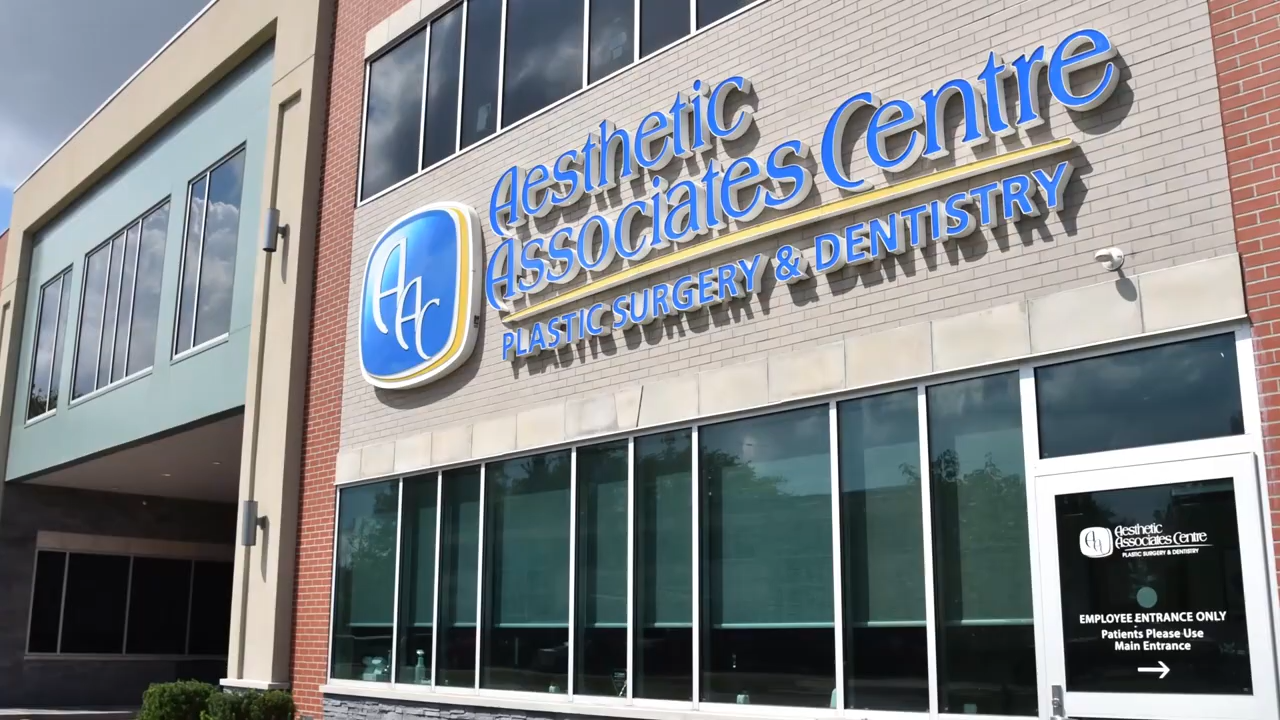 AAC
Aesthetic
Associates Centre
PLASTIC SURGERY & DENTISTRY
AAC
Aesthetic
Associates Centre
PLASTIC SURGERY & DENTISTRY
EMPLOYEE ENTRANCE ONLY
Patients Please Use
Main Entrance